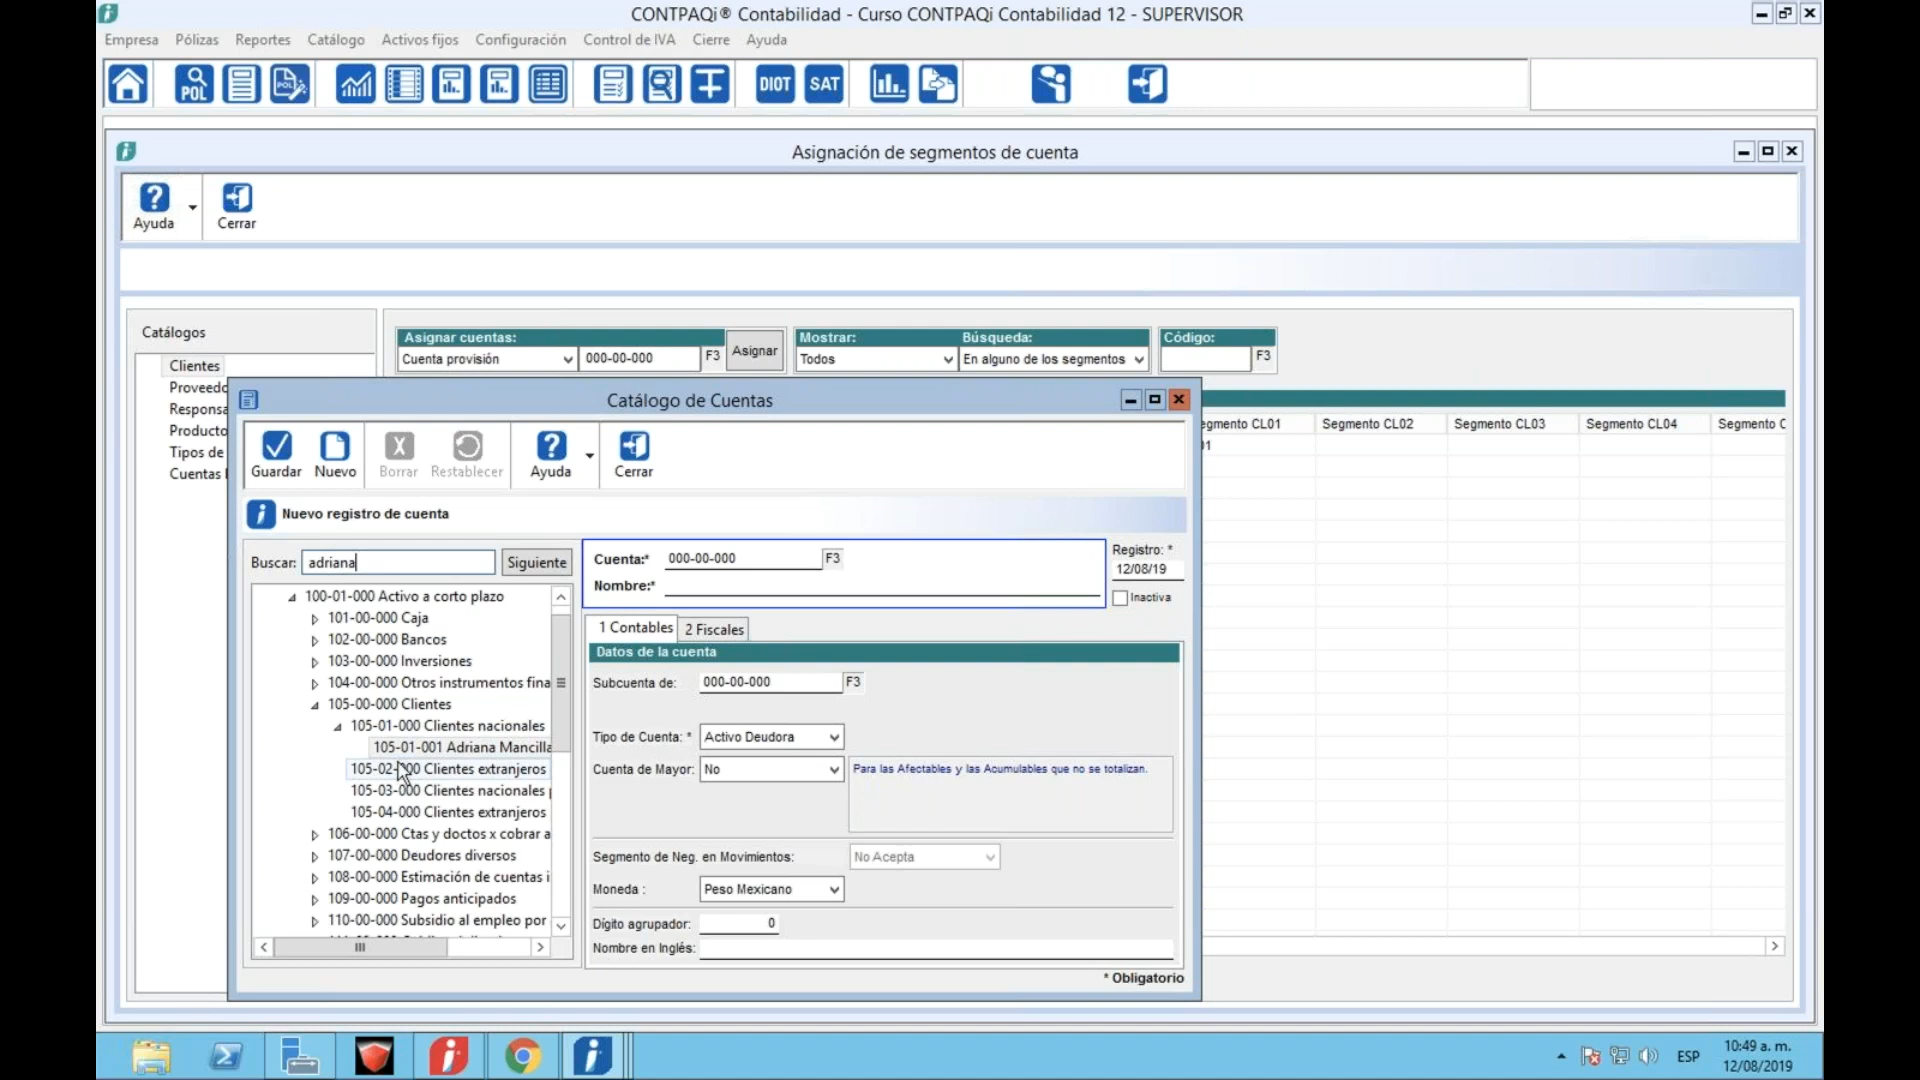 CONTPAQi® Contabilidad - Curso CONTPAQi Contabilidad 12 - SUPERVISOR
Empresa Pólizas Reportes Catálogo Activos fijos Configuración Control de IVA Cierre Ayuda
POL POL DIOT SAT
Asignación de segmentos de cuenta
Ayuda Cerrar
Catálogos
Asignar cuentas: Asignar Mostrar: Búsqueda: Código:
Cuenta provisión 000-00-000 F3 Todos En alguno de los segmentos F3
Clientes
Proveedo
Responsa
Producto
Tipos de
Cuentas
egmento CL01 Segmento CL02 Segmento CL03 Segmento CL04 Segmento C
01
Catálogo de Cuentas
Guardar Nuevo Borrar Restablecer Ayuda Cerrar
Nuevo registro de cuenta
Buscar: adriana Siguiente
100-01-000 Activo a corto plazo
101-00-000 Caja
102-00-000 Bancos
103-00-000 Inversiones
104-00-000 Otros instrumentos fina
105-00-000 Clientes
105-01-000 Clientes nacionales
105-01-001 Adriana Mancilla
105-02-000 Clientes extranjeros
105-03-000 Clientes nacionales p
105-04-000 Clientes extranjeros
106-00-000 Ctas y doctos x cobrar a
107-00-000 Deudores diversos
108-00-000 Estimación de cuentas i
109-00-000 Pagos anticipados
110-00-000 Subsidio al empleo por
Cuenta:* 000-00-000 F3
Nombre:*
Registro: *
12/08/19
Inactiva
1 Contables 2 Fiscales
Datos de la cuenta
Subcuenta de: 000-00-000 F3
Tipo de Cuenta: * Activo Deudora
Cuenta de Mayor: No Para las Afectables y las Acumulables que no se totalizan.
Segmento de Neg. en Movimientos: No Acepta
Moneda : Peso Mexicano
Dígito agrupador: 0
Nombre en Inglés:
* Obligatorio
ESP
10:49 a. m.
12/08/2019